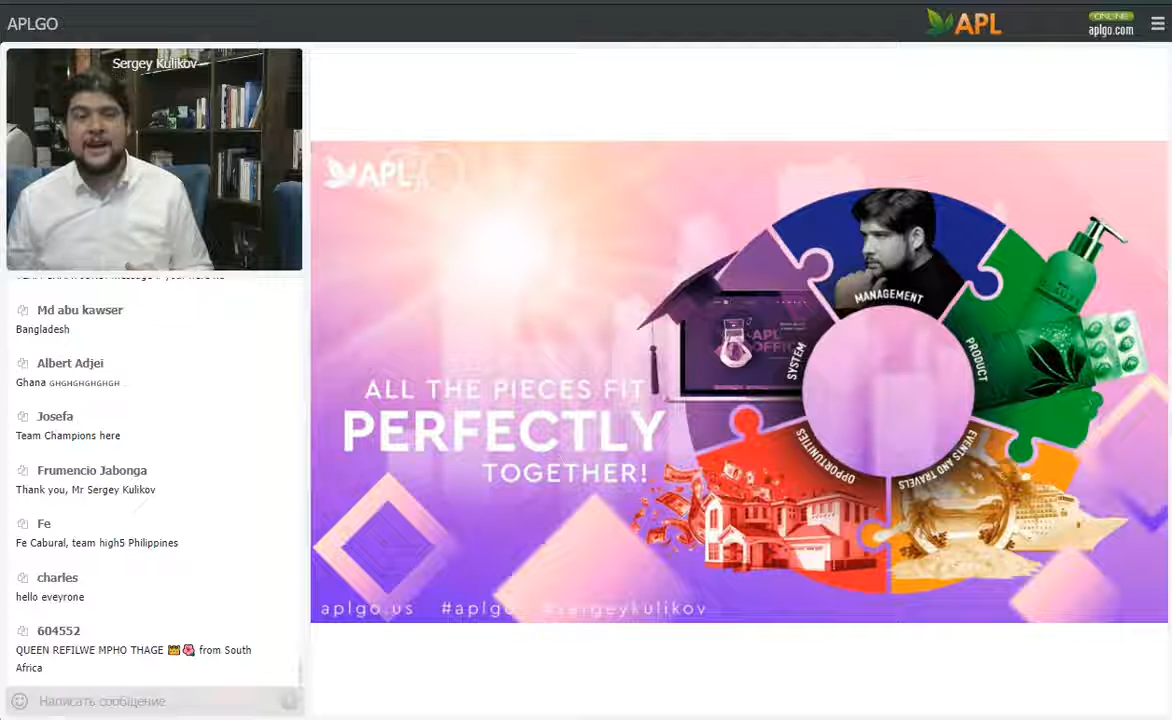 APLGO
APL
ONLINE
aplgo.com
Sergey Kulikov
Md abu kawser
Bangladesh
Albert Adjei
Ghana GHGHGHGHGHGH
Josefa
Team Champions here
Frumencio Jabonga
Thank you, Mr Sergey Kulikov
Fe
Fe Cabural, team high5 Philippines
charles
hello eveyrone
604552
QUEEN REFILWE MPHO THAGE 👑🌺 from South
Africa
Написать сообщение
APLGO
ALL THE PIECES FIT
PERFECTLY
TOGETHER!
MANAGEMENT
PRODUCT
EVENTS AND TRAVELS
OPPORTUNITIES
SYSTEM
APL
OFFICE
aplgo.us #aplgo #sergeykulikov